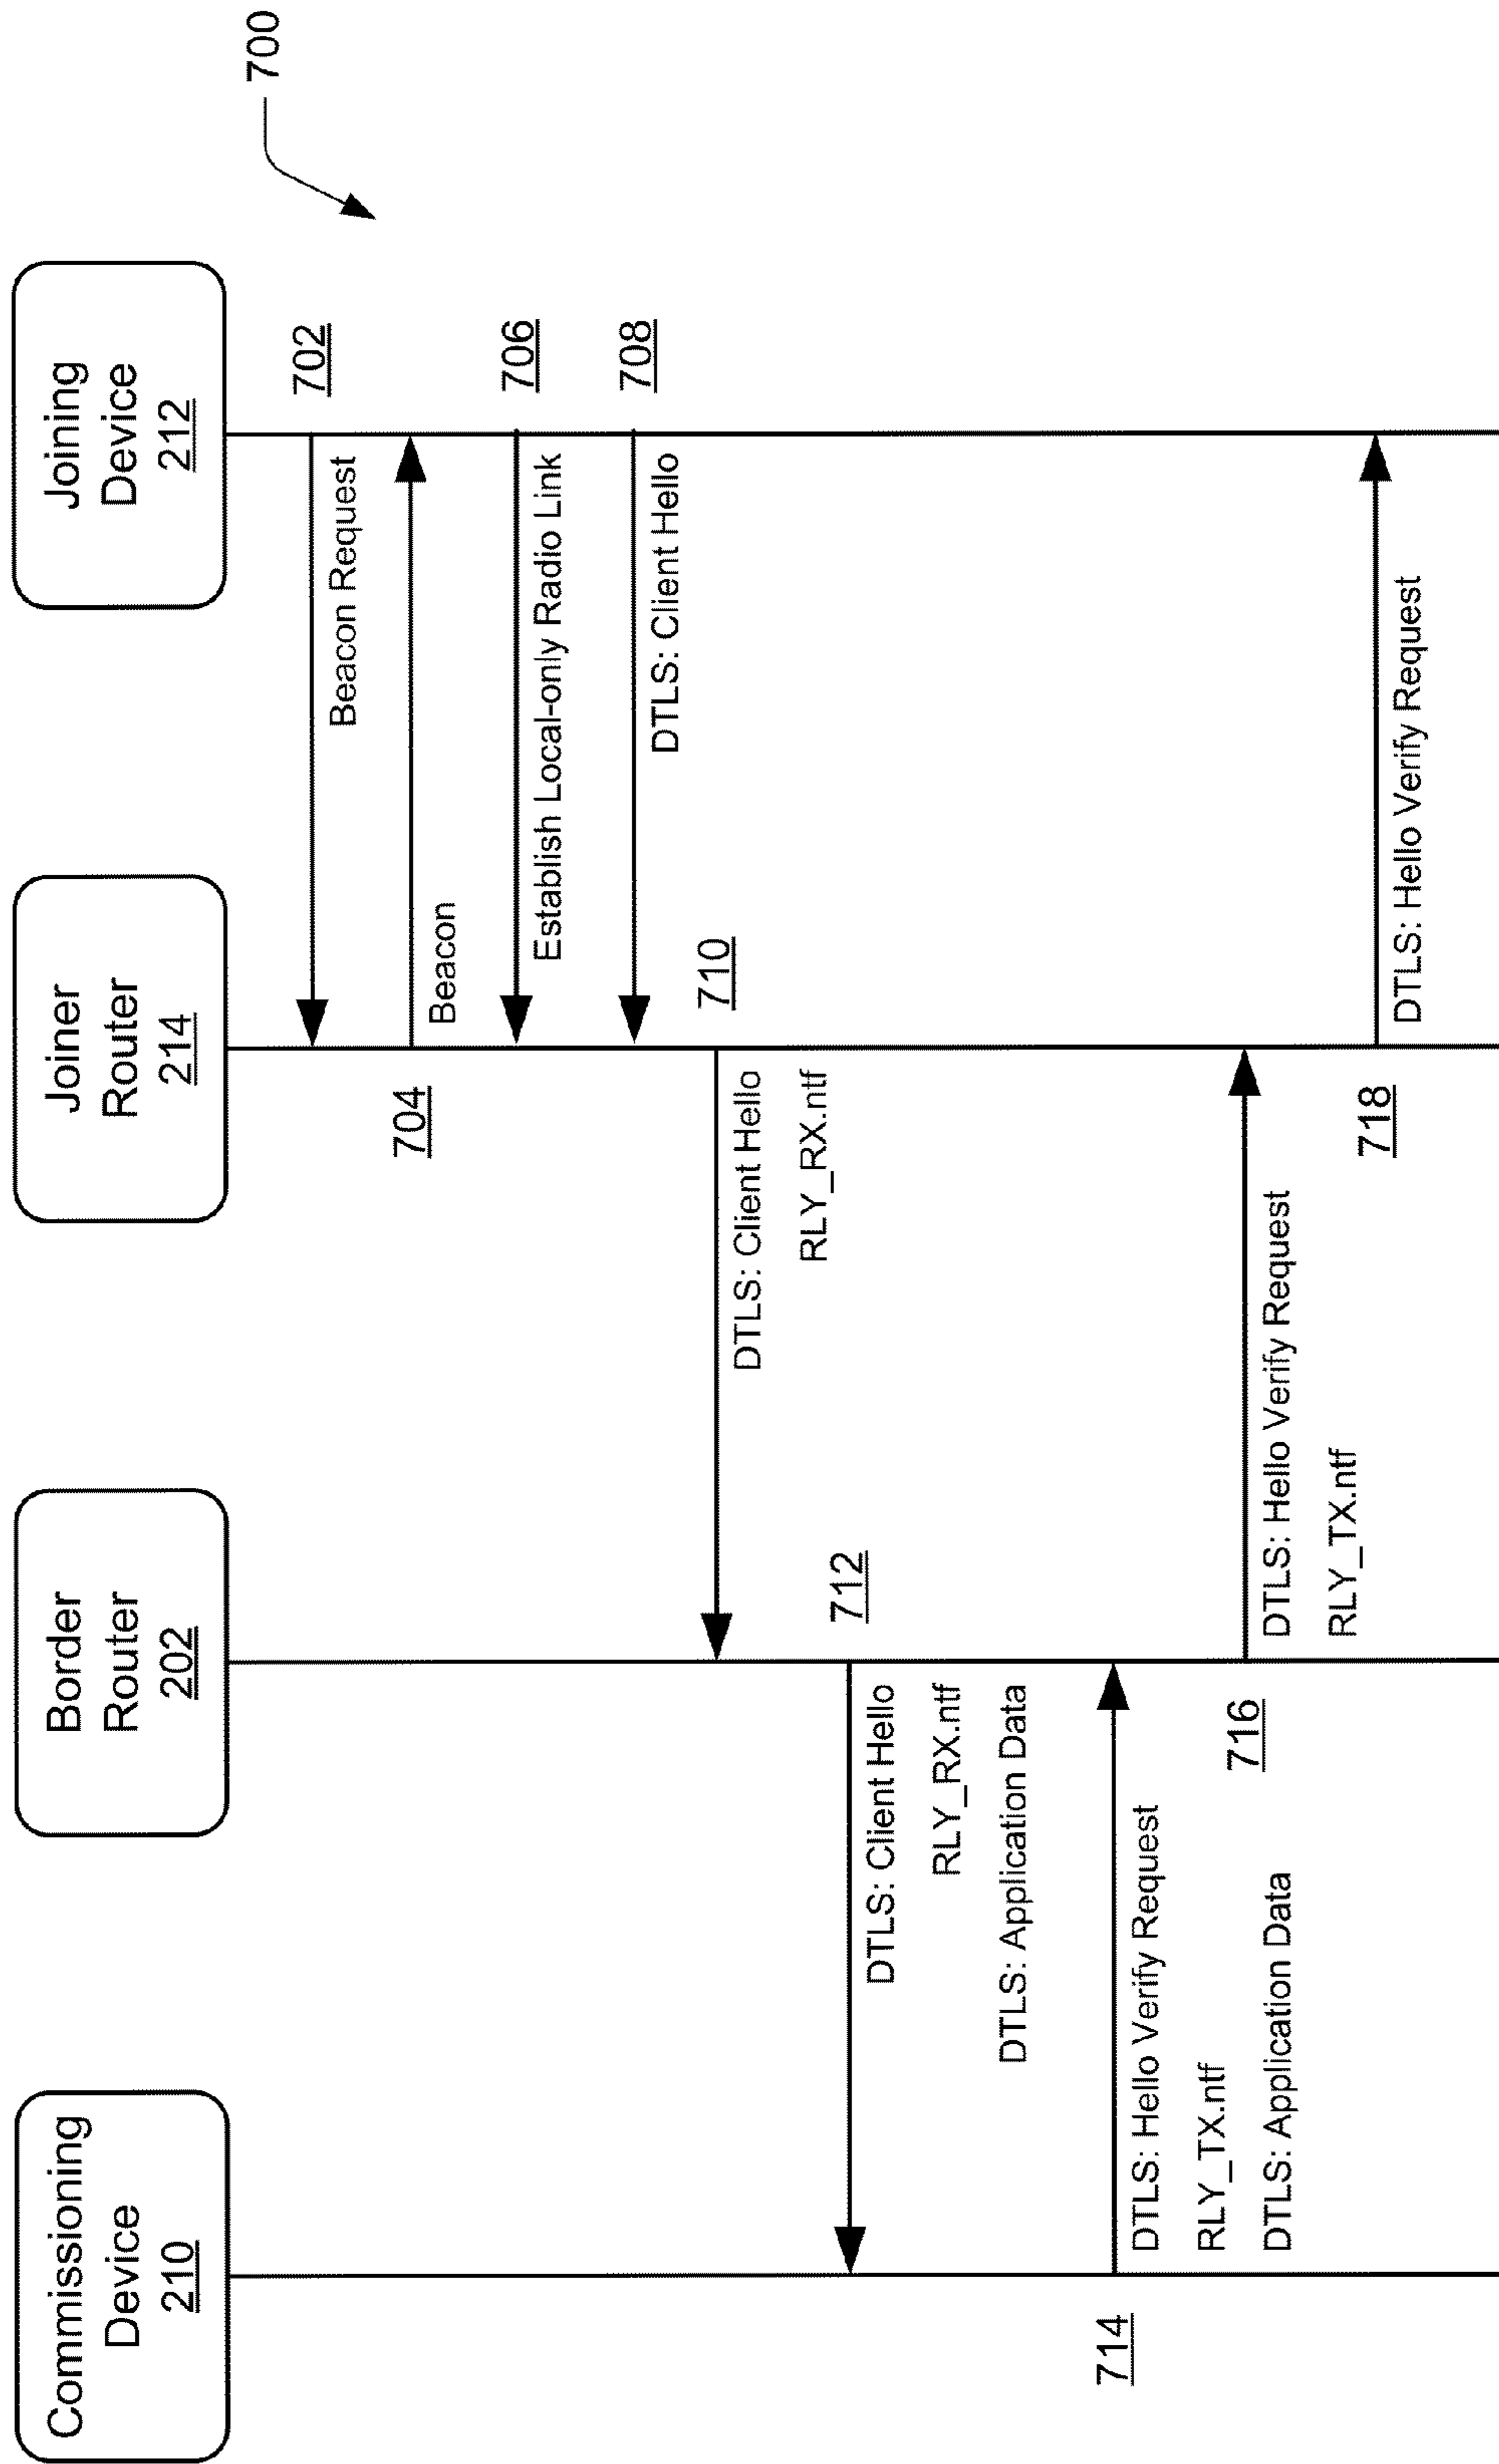 Commissioning
Device
210
Border
Router
202
Joiner
Router
214
Joining
Device
212
700
702
Beacon Request
704
Beacon
706
Establish Local-only Radio Link
708
DTLS: Client Hello
710
DTLS: Client Hello
RLY_RX.ntf
712
DTLS: Client Hello
RLY_RX.ntf
DTLS: Application Data
714
DTLS: Hello Verify Request
RLY_TX.ntf
DTLS: Application Data
716
DTLS: Hello Verify Request
RLY_TX.ntf
718
DTLS: Hello Verify Request